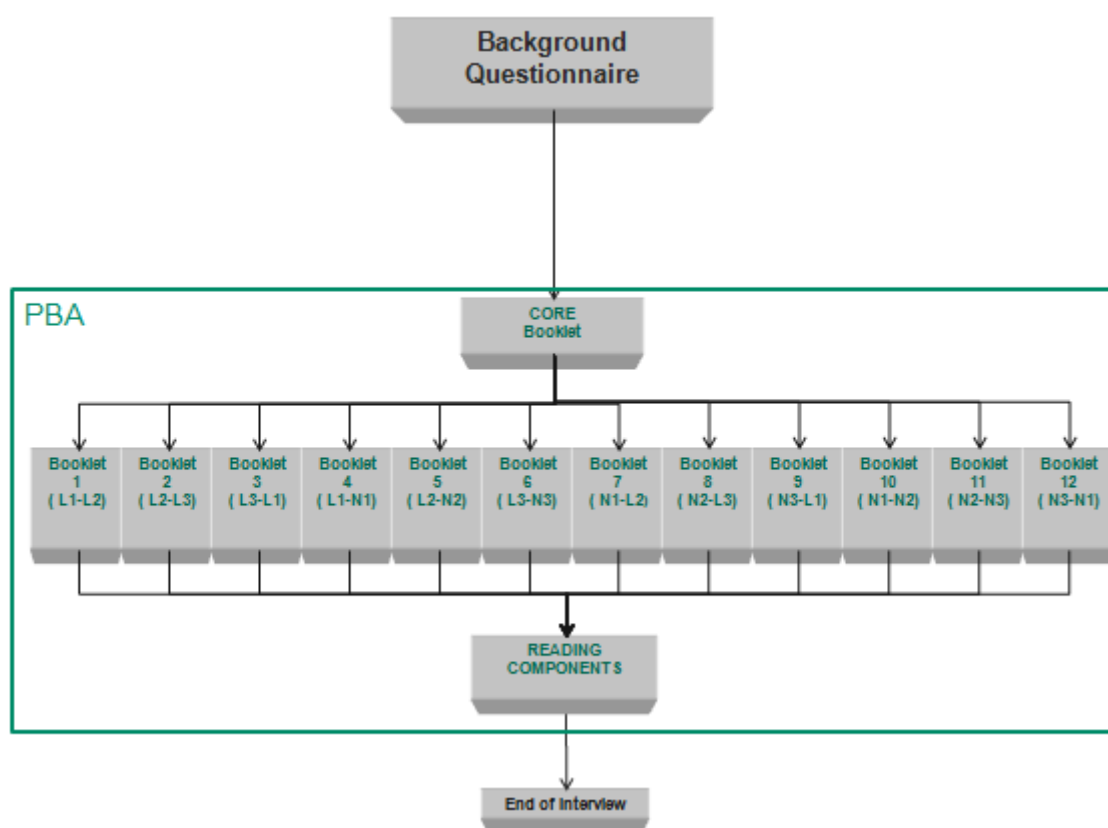 Background
Questionnaire
PBA
CORE
Booklet
Booklet
1
( L1-L2)
Booklet
2
( L2-L3)
Booklet
3
( L3-L1)
Booklet
4
( L1-N1)
Booklet
5
( L2-N2)
Booklet
6
( L3-N3)
Booklet
7
( N1-L2)
Booklet
8
( N2-L3)
Booklet
9
( N3-L1)
Booklet
10
( N1-N2)
Booklet
11
( N2-N3)
Booklet
12
( N3-N1)
READING
COMPONENTS
End of Interview